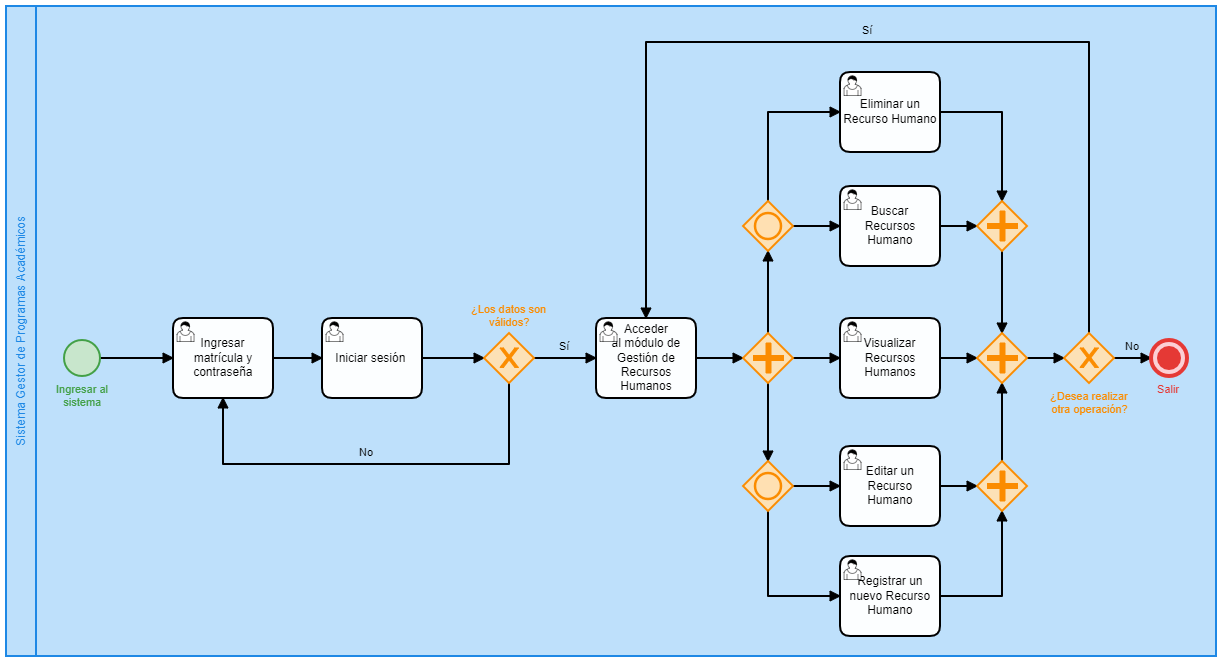 Sistema Gestor de Programas Académicos
Ingresar al
sistema
Ingresar
matrícula y
contraseña
Iniciar sesión
¿Los datos son
válidos?
No
Sí
Acceder
al módulo de
Gestión de
Recursos
Humanos
Sí
Eliminar un
Recurso Humano
Buscar
Recursos
Humano
Visualizar
Recursos
Humanos
Editar un
Recurso
Humano
Registrar un
nuevo Recurso
Humano
¿Desea realizar
otra operación?
No
Salir